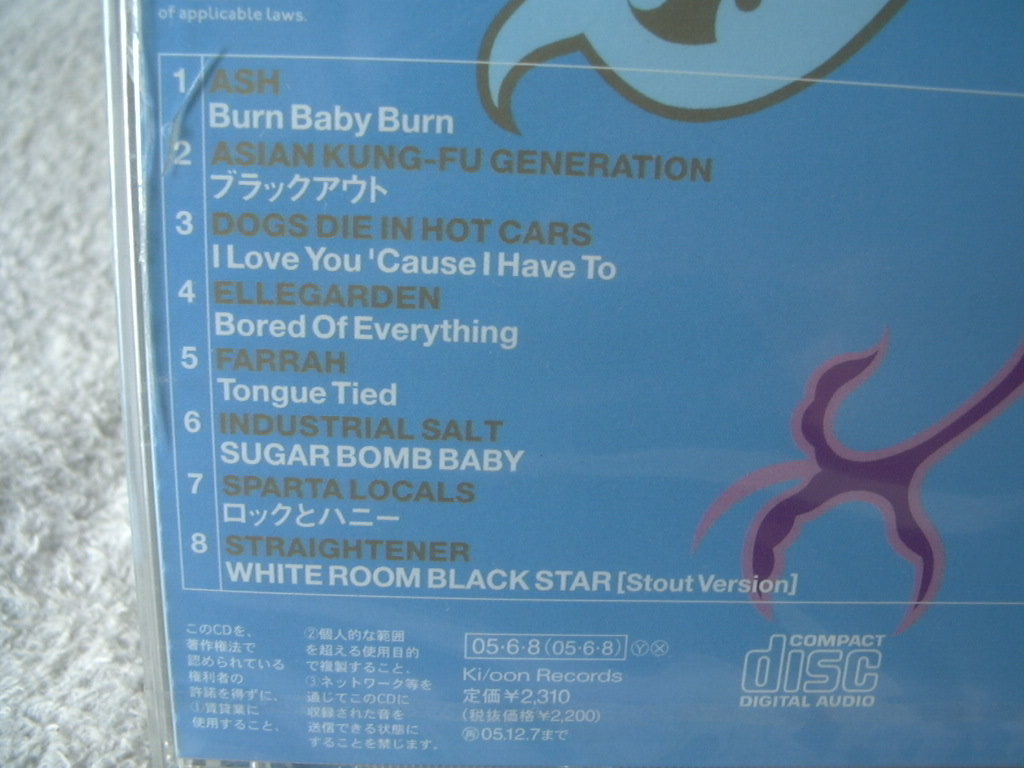 of applicable laws.
1 ASH
Burn Baby Burn
2 ASIAN KUNG-FU GENERATION
ブラックアウト
3 DOGS DIE IN HOT CARS
I Love You 'Cause I Have To
4 ELLEGARDEN
Bored Of Everything
5 FARRAH
Tongue Tied
6 INDUSTRIAL SALT
SUGAR BOMB BABY
7 SPARTA LOCALS
ロックとハニー
8 STRAIGHTENER
WHITE ROOM BLACK STAR [Stout Version]
このCDを、
著作権法で
認められている
権利者の
許諾を得ずに、
①賃貸業に
使用すること、
②個人的な範囲
を超える使用目的
で複製すること、
③ネットワーク等を
通じてこのCDに
収録された音を
送信できる状態に
することを禁じます。
05·6·8 (05·6·8) Ⓨ Ⓧ
Ki/oon Records
定価¥2,310
(税抜価格¥2,200)
㋫05.12.7まで
COMPACT
disc
DIGITAL AUDIO